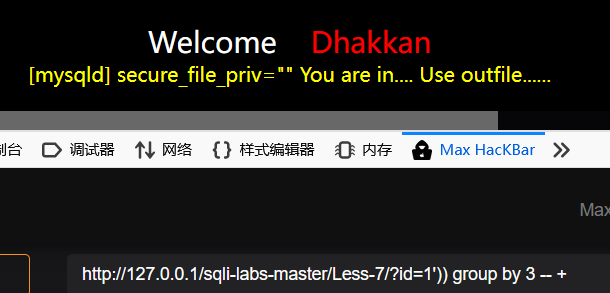 Welcome Dhakkan
[mysqld] secure_file_priv="" You are in.... Use outfile......
制台 调试器 网络 样式编辑器 内存 Max HacKBar
Max
http://127.0.0.1/sqli-labs-master/Less-7/?id=1')) group by 3 -- +